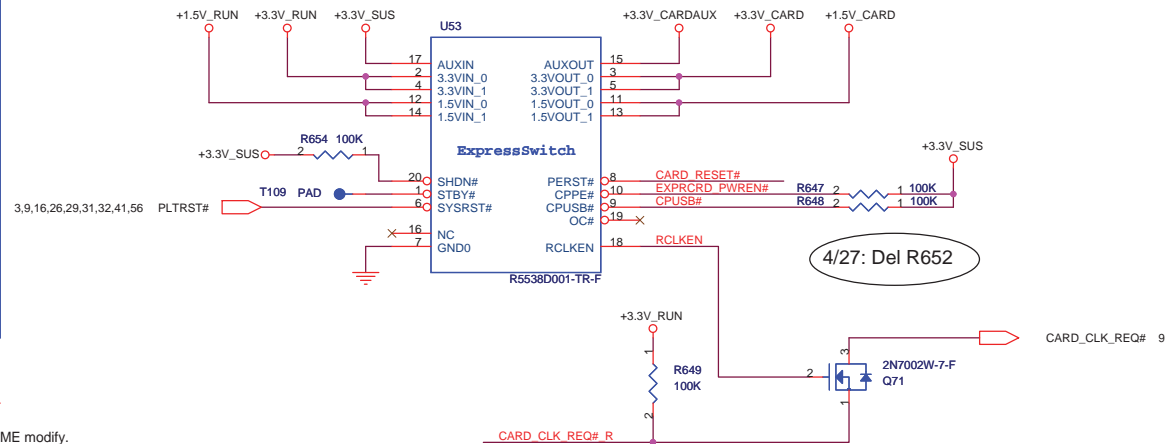 +1.5V_RUN +3.3V_RUN +3.3V_SUS
+3.3V_CARDAUX +3.3V_CARD +1.5V_CARD
U53
17 AUXIN AUXOUT 15
2 3.3VIN_0 3.3VOUT_0 3
4 3.3VIN_1 3.3VOUT_1 5
12 1.5VIN_0 1.5VOUT_0 11
14 1.5VIN_1 1.5VOUT_1 13
R654 100K
+3.3V_SUS 2 1
ExpressSwitch
+3.3V_SUS
20 SHDN# PERST# 8 CARD_RESET#
T109 PAD 1 STBY# CPPE# 10 EXPRCRD_PWREN# R647 2 1 100K
3,9,16,26,29,31,32,41,56 PLTRST# 6 SYSRST# CPUSB# 9 CPUSB# R648 2 1 100K
OC# 19
16 NC
7 GND0 RCLKEN 18 RCLKEN
4/27: Del R652
R5538D001-TR-F
+3.3V_RUN
CARD_CLK_REQ# 9
1
R649
100K
2
3
2N7002W-7-F
2
Q71
1
CARD_CLK_REQ#_R
ME modify.